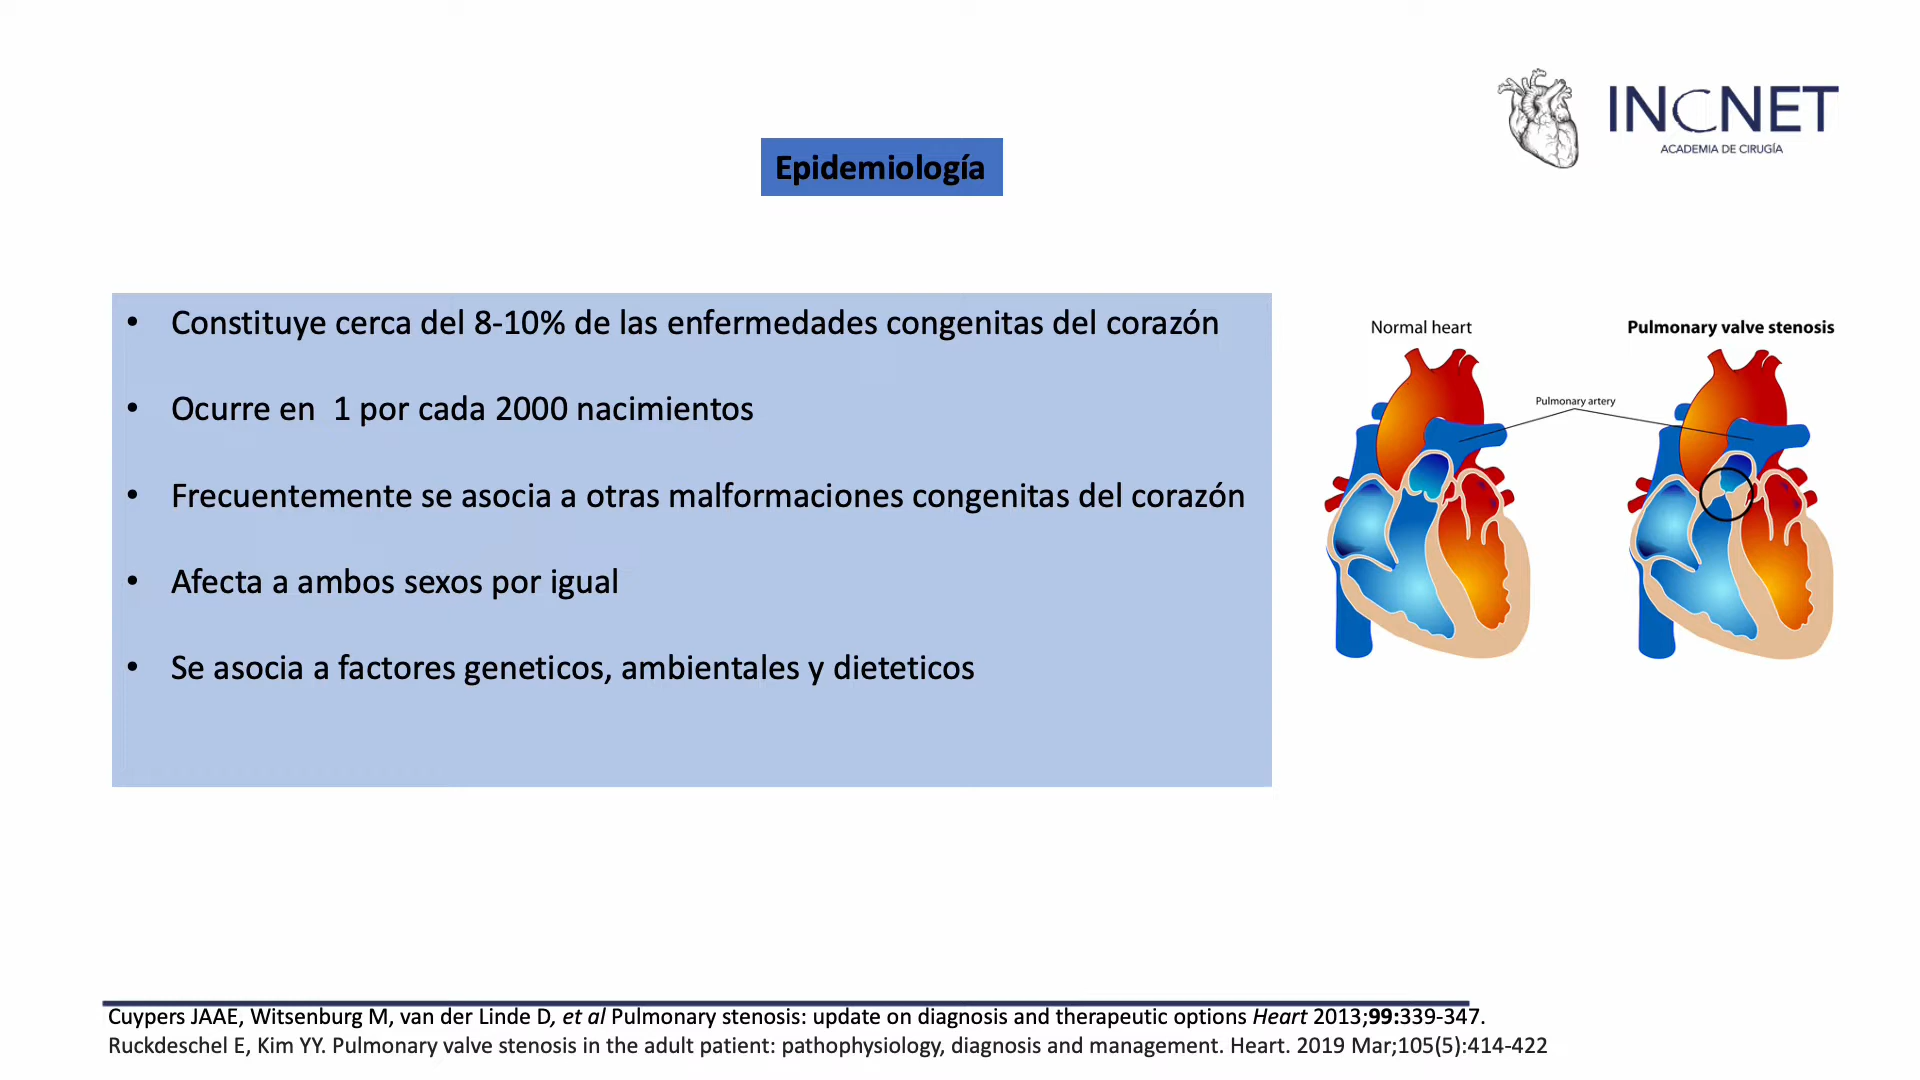 INCNET
ACADEMIA DE CIRUGÍA
Epidemiología
• Constituye cerca del 8-10% de las enfermedades congenitas del corazón
• Ocurre en  1 por cada 2000 nacimientos
• Frecuentemente se asocia a otras malformaciones congenitas del corazón
• Afecta a ambos sexos por igual
• Se asocia a factores geneticos, ambientales y dieteticos
Normal heart
Pulmonary valve stenosis
Pulmonary artery
Cuypers JAAE, Witsenburg M, van der Linde D, et al Pulmonary stenosis: update on diagnosis and therapeutic options Heart 2013;99:339-347.
Ruckdeschel E, Kim YY. Pulmonary valve stenosis in the adult patient: pathophysiology, diagnosis and management. Heart. 2019 Mar;105(5):414-422